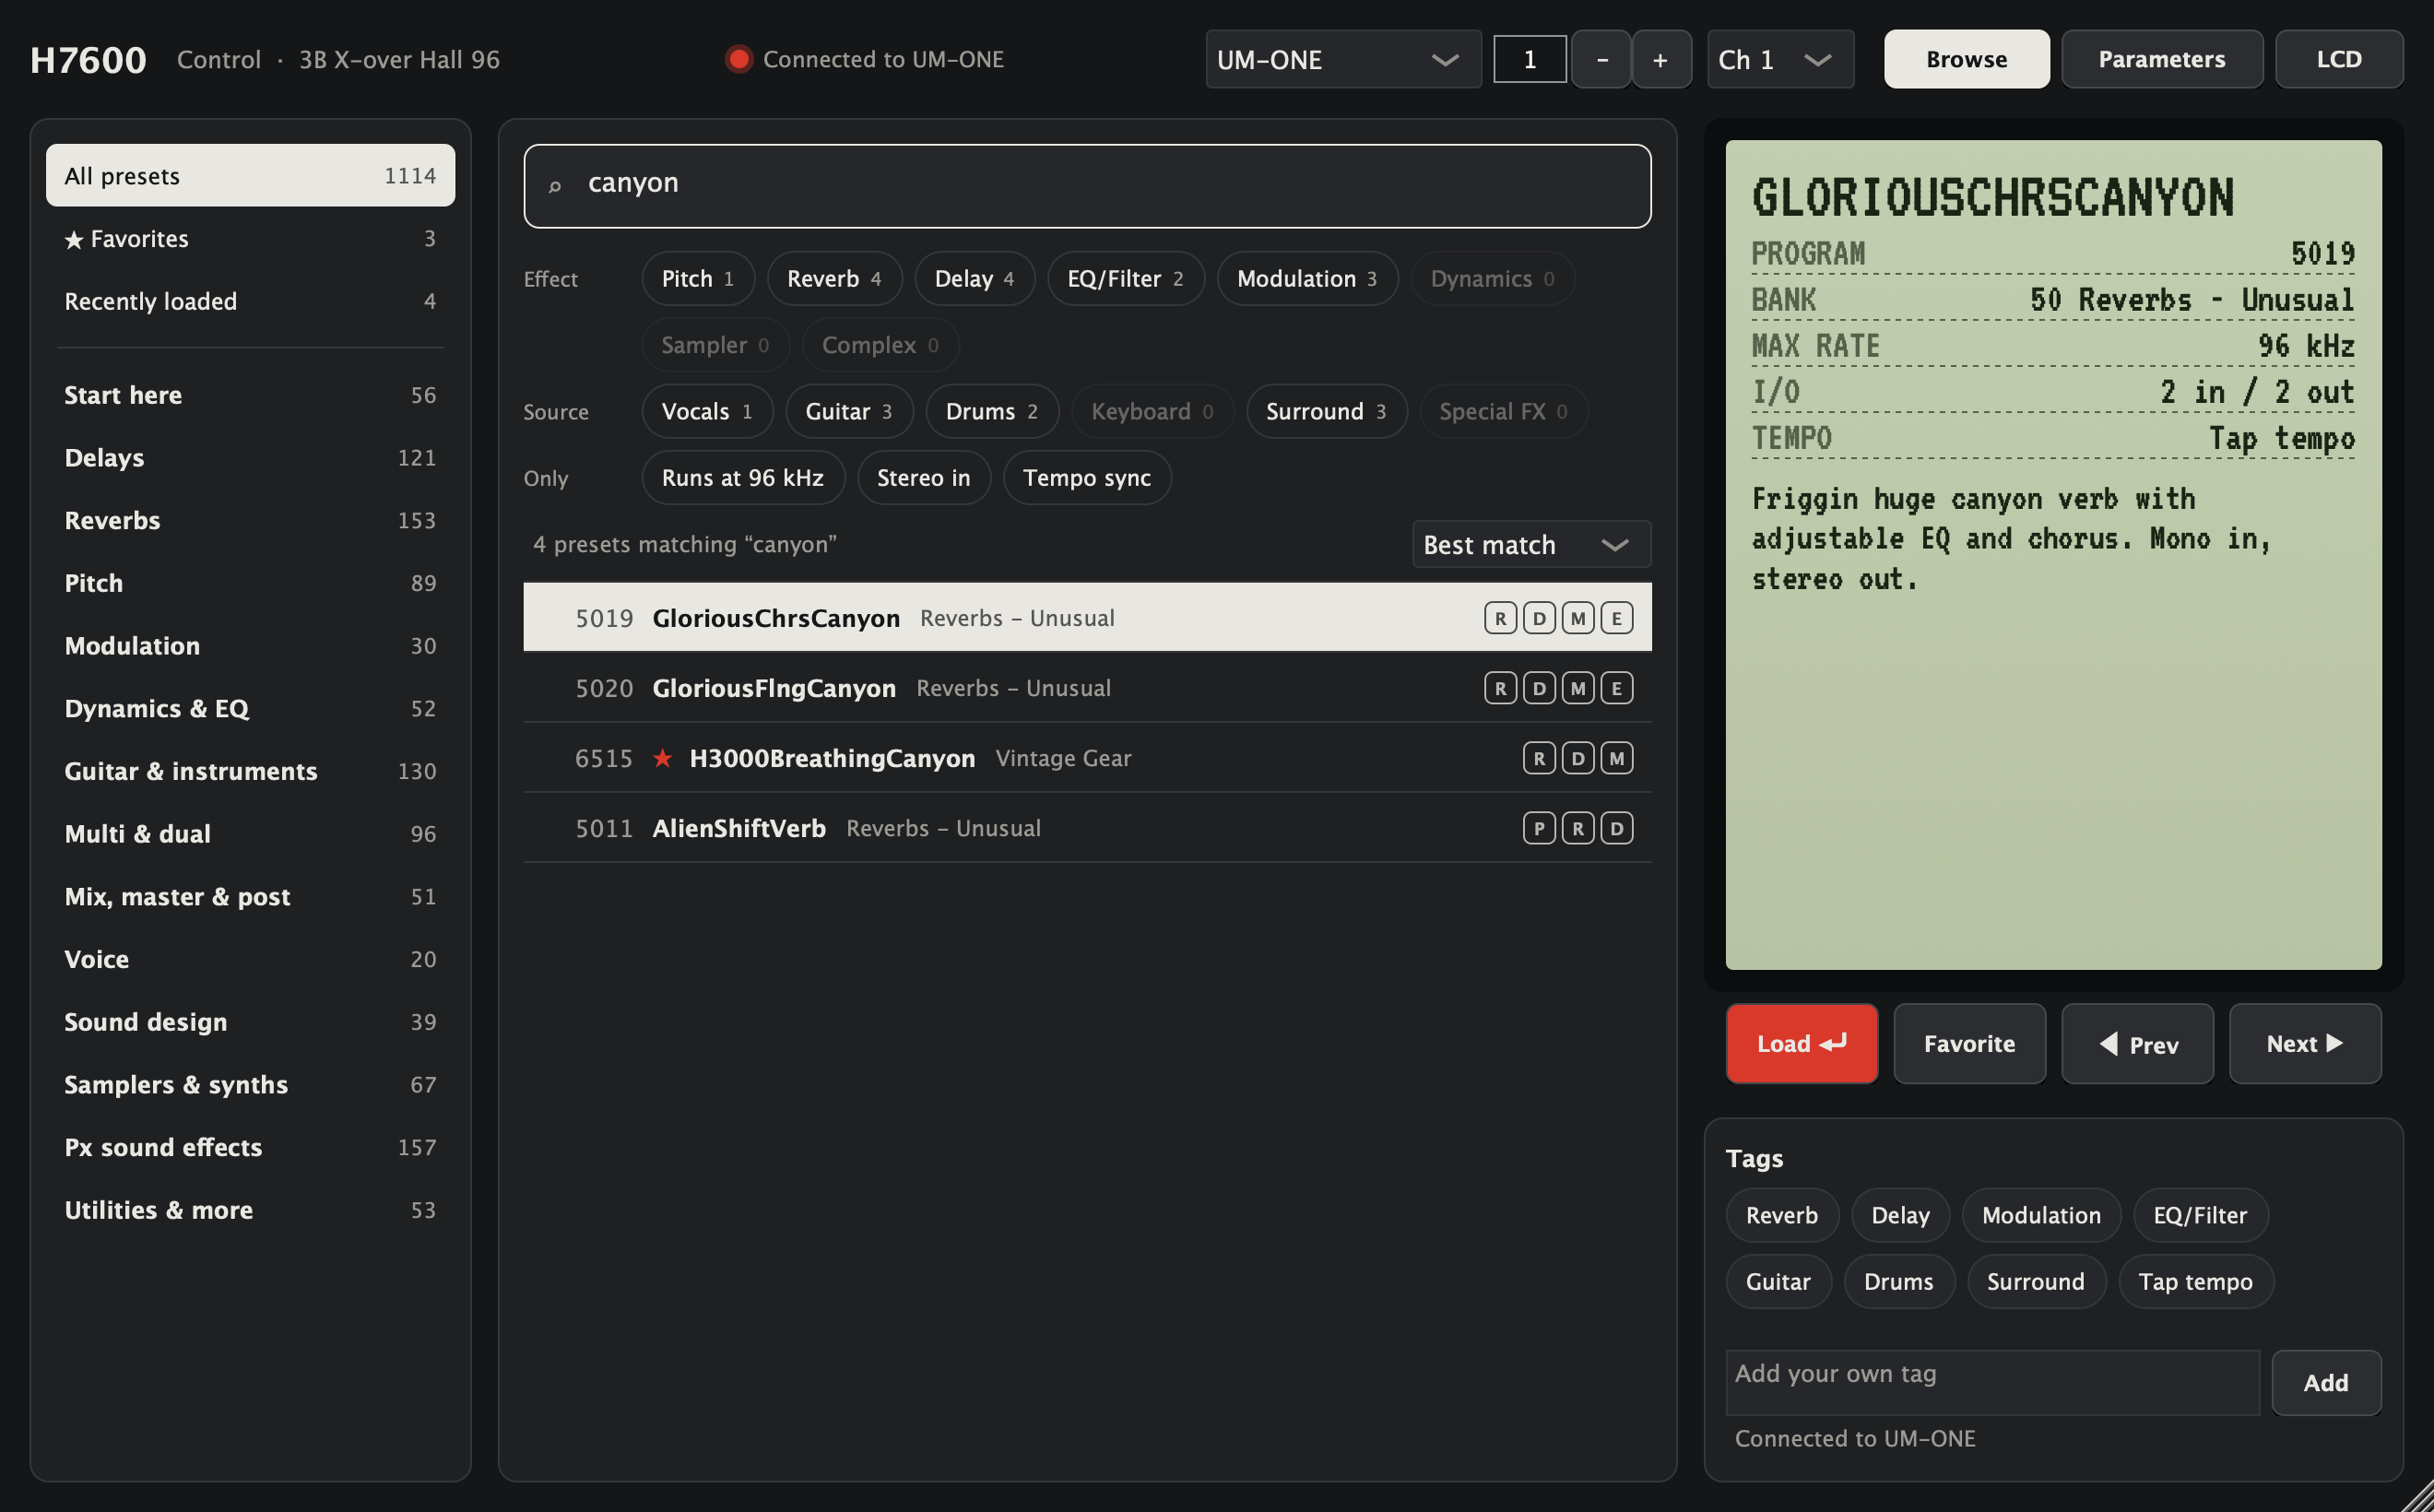 H7600 Control · 3B X-over Hall 96
Connected to UM-ONE
UM-ONE 1 - + Ch 1 Browse Parameters LCD
All presets 1114
★ Favorites 3
Recently loaded 4
Start here 56
Delays 121
Reverbs 153
Pitch 89
Modulation 30
Dynamics & EQ 52
Guitar & instruments 130
Multi & dual 96
Mix, master & post 51
Voice 20
Sound design 39
Samplers & synths 67
Px sound effects 157
Utilities & more 53
canyon
Effect Pitch 1 Reverb 4 Delay 4 EQ/Filter 2 Modulation 3 Dynamics 0
Sampler 0 Complex 0
Source Vocals 1 Guitar 3 Drums 2 Keyboard 0 Surround 3 Special FX 0
Only Runs at 96 kHz Stereo in Tempo sync
4 presets matching “canyon” Best match
5019 GloriousChrsCanyon Reverbs – Unusual R D M E
5020 GloriousFlngCanyon Reverbs – Unusual R D M E
6515 ★ H3000BreathingCanyon Vintage Gear R D M
5011 AlienShiftVerb Reverbs – Unusual P R D
GLORIOUSCHRSCANYON
PROGRAM 5019
BANK 50 Reverbs - Unusual
MAX RATE 96 kHz
I/O 2 in / 2 out
TEMPO Tap tempo
Friggin huge canyon verb with
adjustable EQ and chorus. Mono in,
stereo out.
Load Favorite Prev Next
Tags
Reverb Delay Modulation EQ/Filter
Guitar Drums Surround Tap tempo
Add your own tag Add
Connected to UM-ONE